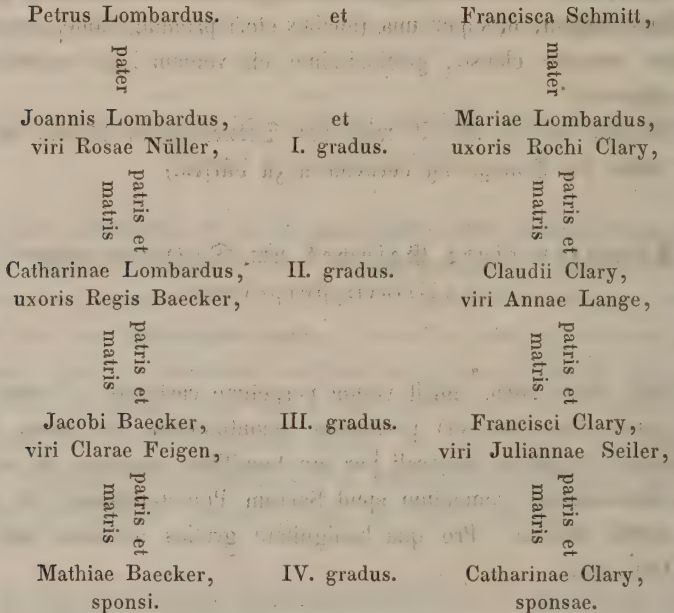 Petrus Lombardus. et Francisca Schmitt,
pater mater
Joannis Lombardus, et Mariae Lombardus,
viri Rosae Nüller, I. gradus. uxoris Rochi Clary,
patris et matris patris et matris
Catharinae Lombardus, II. gradus. Claudii Clary,
uxoris Regis Baecker, viri Annae Lange,
patris et matris patris et matris.
Jacobi Baecker, III. gradus. Francisci Clary,
viri Clarae Feigen, viri Juliannae Seiler,
patris et matris patris et matris
Mathiae Baecker, IV. gradus. Catharinae Clary,
sponsi. sponsae.